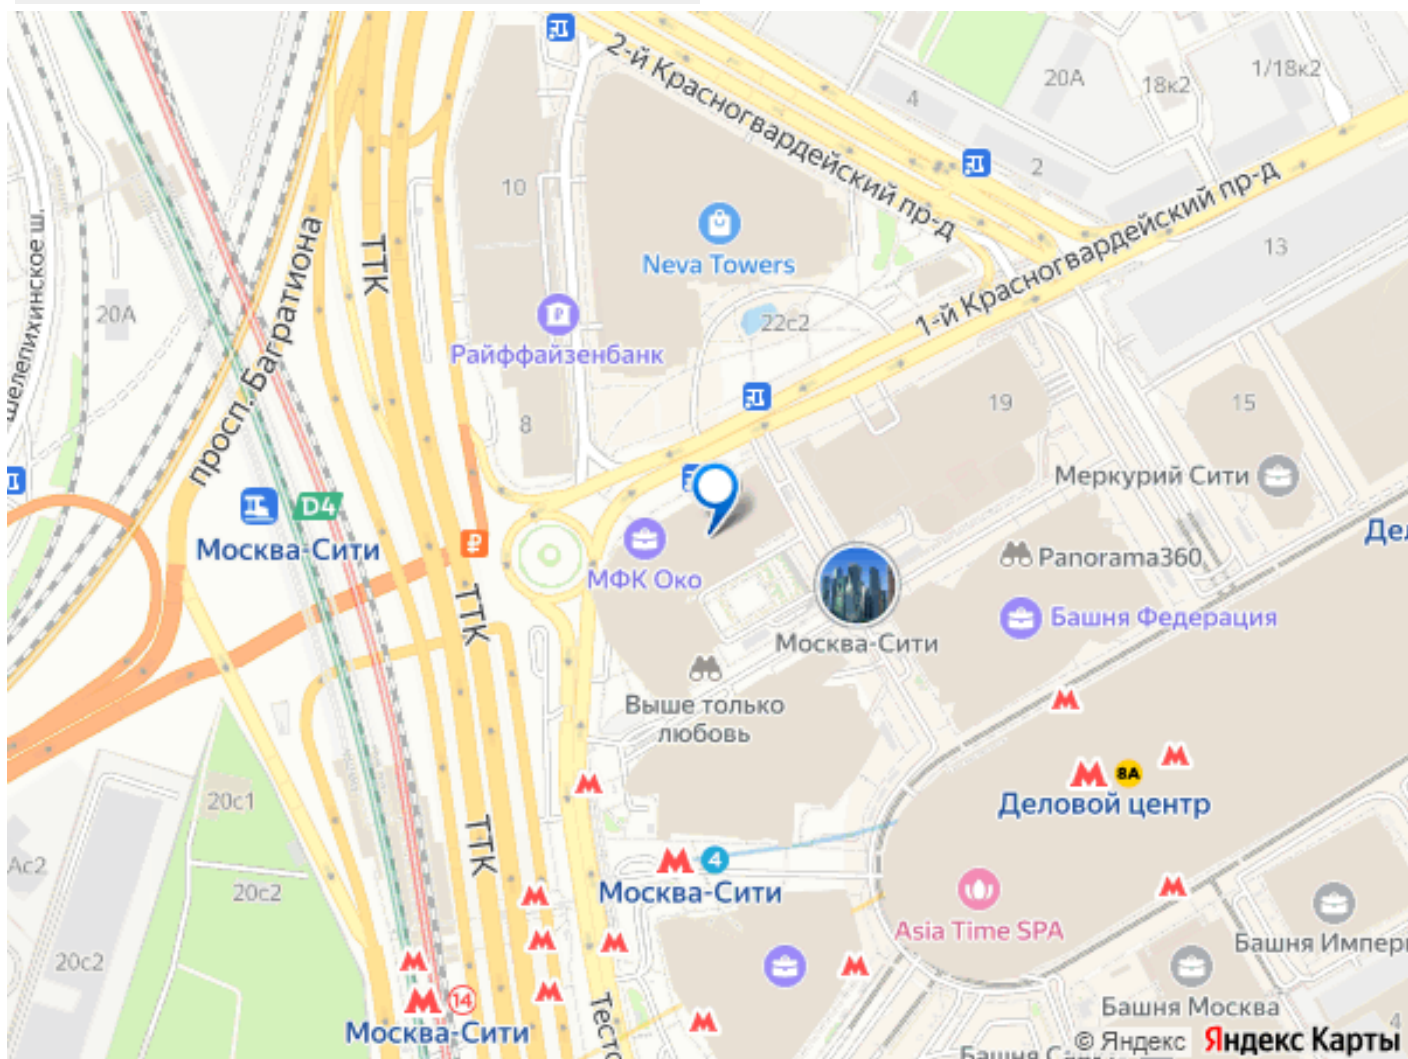 2-й Красногвардейский пр-д
20А
18к2
1/18к2
4
2
10
1-й Красногвардейский пр-д
13
Neva Towers
ТТК
просп. Багратиона
Шелепихинское ш.
20А
22с2
Райффайзенбанк
8
19
15
Меркурий Сити
D4
Москва-Сити
МФК Око
Panorama360
Башня Федерация
Москва-Сити
ТТК
Выше только
любовь
8А
Деловой центр
20с1
ТТК
4
Москва-Сити
20с2
Asia Time SPA
20с2
14
Москва-Сити
Башня Москва
4
© Яндекс Яндекс Карты